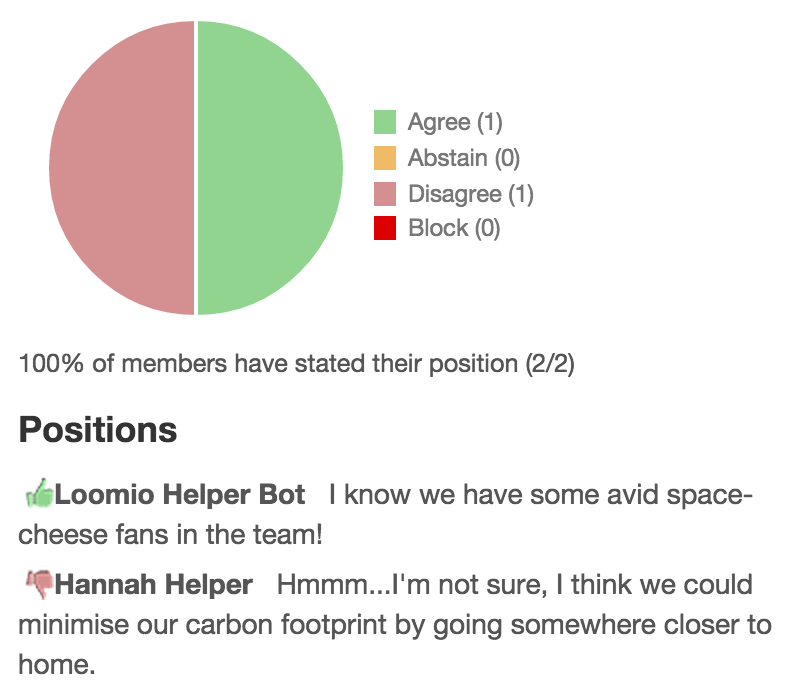 Agree (1)
Abstain (0)
Disagree (1)
Block (0)
100% of members have stated their position (2/2)
Positions
Loomio Helper Bot I know we have some avid space-
cheese fans in the team!
Hannah Helper Hmmm...I'm not sure, I think we could
minimise our carbon footprint by going somewhere closer to
home.